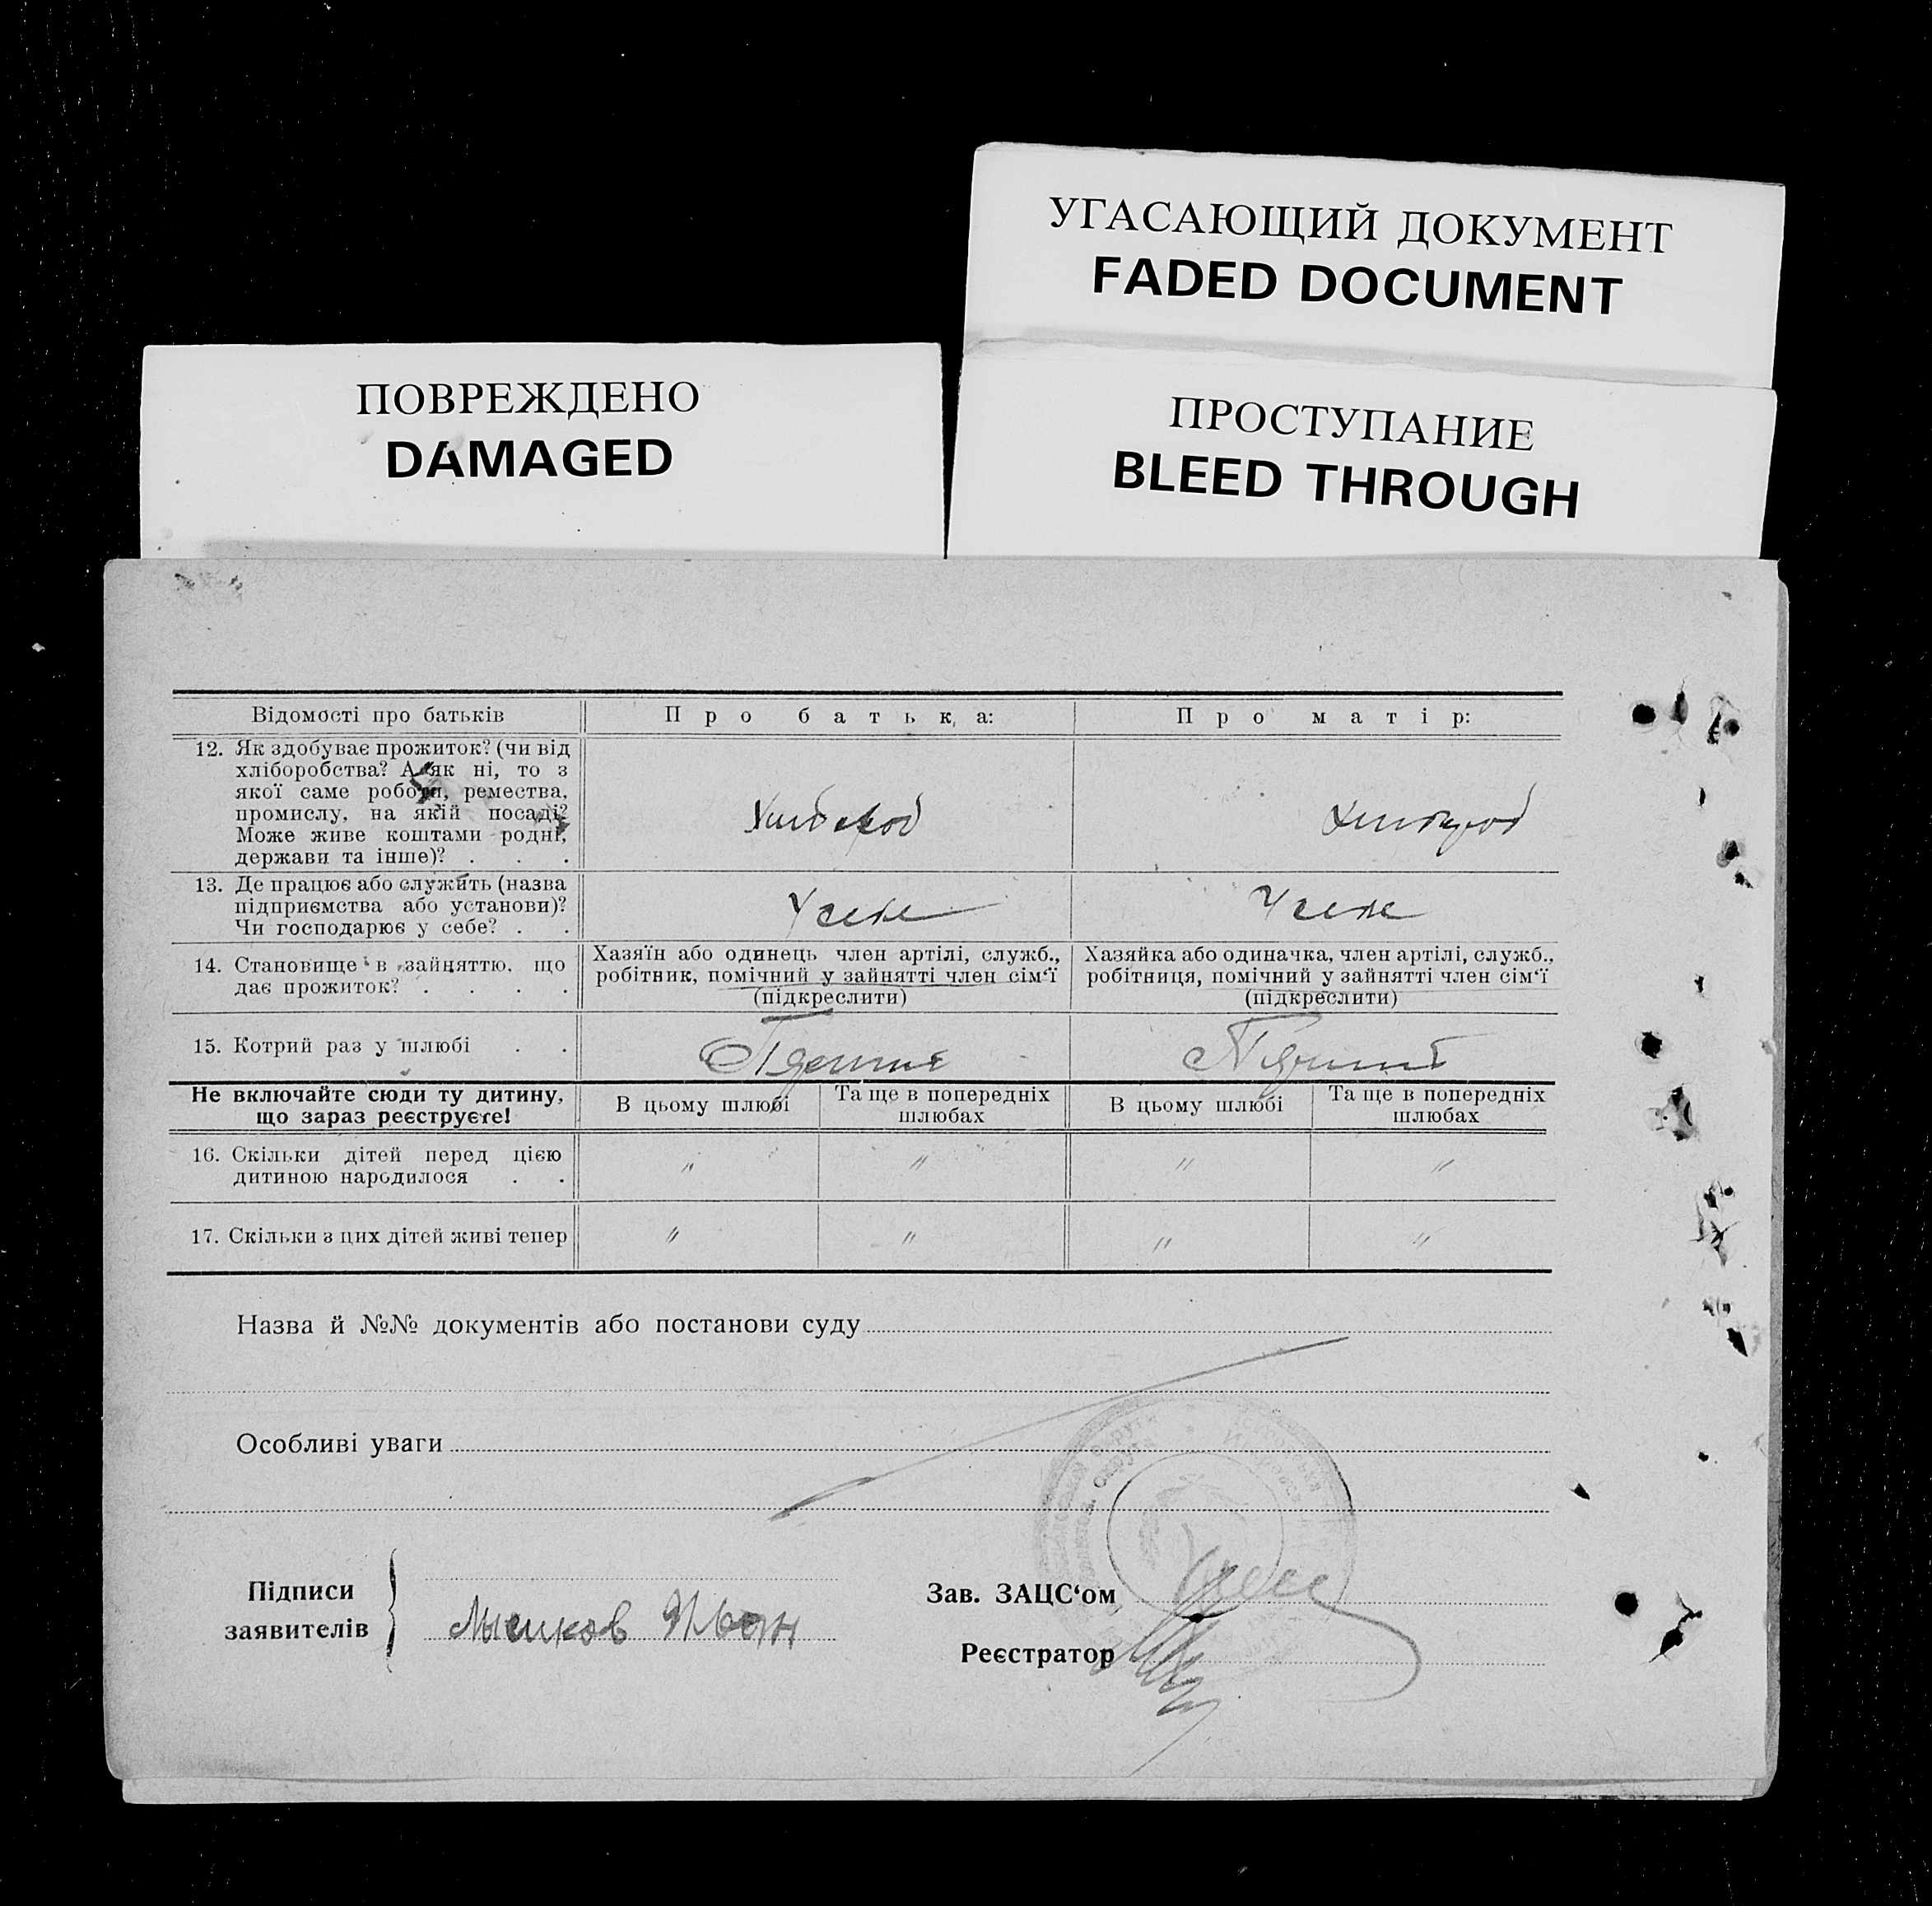 УГАСАЮЩИЙ ДОКУМЕНТ
FADED DOCUMENT
ПОВРЕЖДЕНО
DAMAGED
ПРОСТУПАНИЕ
BLEED THROUGH
Відомості про батьків
Про батька:
Про матір:
12. Як здобуває прожиток? (чи від
хліборобства? А як ні, то з
якої саме роботи, ремества,
промислу, на якій посаді?
Може живе коштами родні,
держави та інше)? . . .
13. Де працює або служить (назва
підприємства або установи)?
Чи господарює у себе? . .
У себе
У себе
14. Становище в зайняттю, що
дає прожиток? . . . .
Хазяїн або одинець член артілі, служб.,
робітник, помічний у зайнятті член сім‘ї
(підкреслити)
Хазяйка або одиначка, член артілі, служб.,
робітниця, помічний у зайнятті член сім‘ї
(підкреслити)
15. Котрий раз у шлюбі . .
Не включайте сюди ту дитину,
що зараз реєструєте!
В цьому шлюбі
Та ще в попередніх
шлюбах
В цьому шлюбі
Та ще в попередніх
шлюбах
16. Скільки дітей перед цією
дитиною народилося . .
" " " "
17. Скільки з цих дітей живі тепер
" " " "
Назва й №№ документів або постанови суду
Особливі уваги
Підписи
заявителів
Зав. ЗАЦС‘ом
Реєстратор